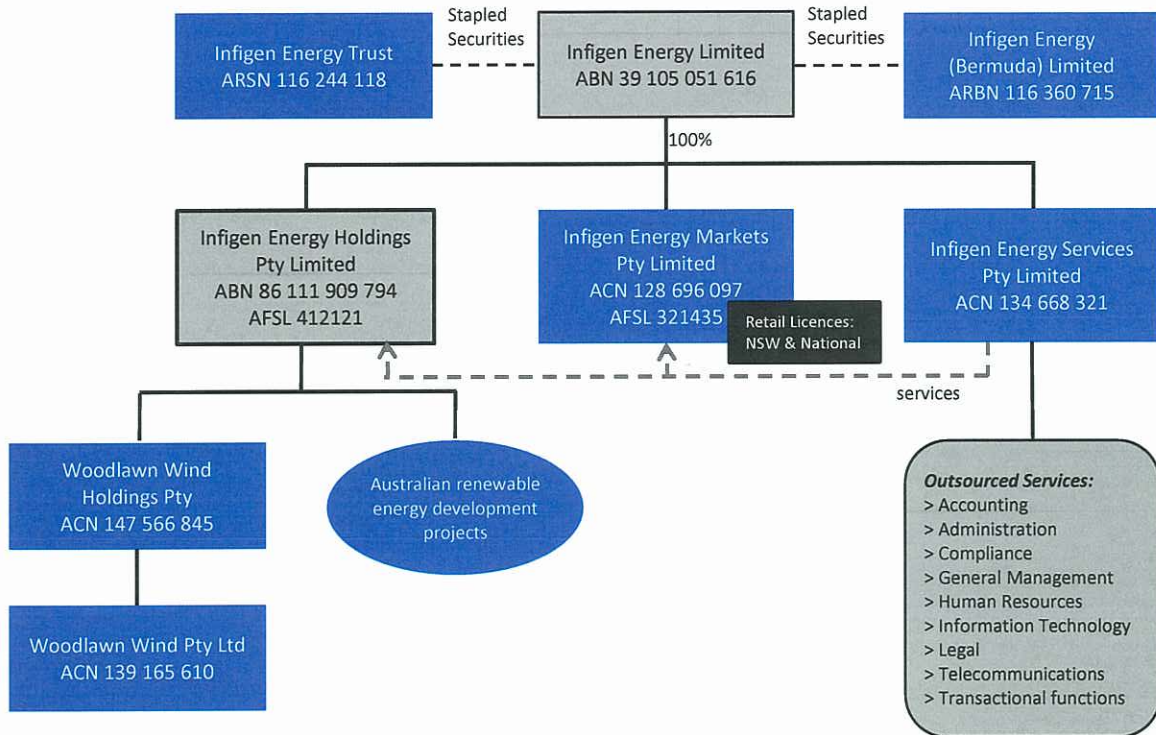 Infigen Energy Trust
ARSN 116 244 118
Stapled
Securities
Infigen Energy Limited
ABN 39 105 051 616
Stapled
Securities
Infigen Energy
(Bermuda) Limited
ARBN 116 360 715
100%
Infigen Energy Holdings
Pty Limited
ABN 86 111 909 794
AFSL 412121
Infigen Energy Markets
Pty Limited
ACN 128 696 097
AFSL 321435
Retail Licences:
NSW & National
Infigen Energy Services
Pty Limited
ACN 134 668 321
services
Woodlawn Wind
Holdings Pty
ACN 147 566 845
Australian renewable
energy development
projects
Woodlawn Wind Pty Ltd
ACN 139 165 610
Outsourced Services:
> Accounting
> Administration
> Compliance
> General Management
> Human Resources
> Information Technology
> Legal
> Telecommunications
> Transactional functions